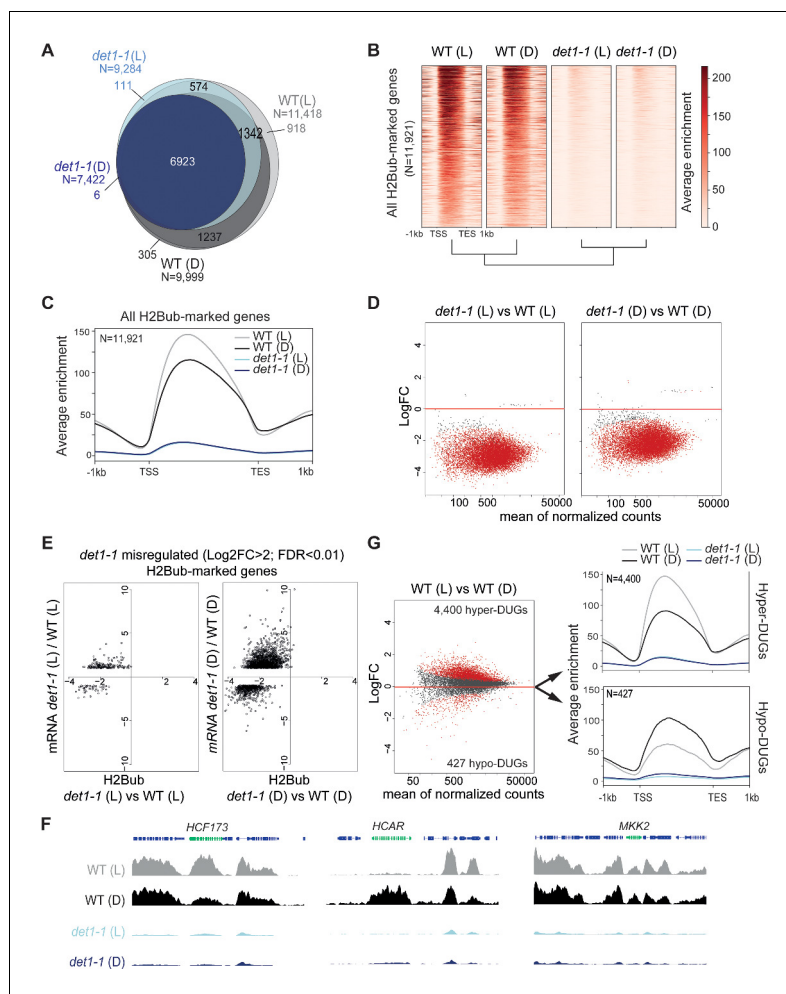 A
det1-1 (L)
N=9,284
111
574
WT(L)
N=11,418
918
1342
6923
det1-1(D)
N=7,422
6
1237
305
WT (D)
N=9,999
B
WT (L)
WT (D)
det1-1 (L)
det1-1 (D)
All H2Bub-marked genes
(N=11,921)
-1kb
TSS
TES
1kb
200
150
100
50
0
Average enrichment
C
All H2Bub-marked genes
N=11,921
WT (L)
WT (D)
det1-1 (L)
det1-1 (D)
Average enrichment
150
100
50
0
-1kb
TSS
TES
1kb
D
det1-1 (L) vs WT (L)
det1-1 (D) vs WT (D)
LogFC
4
2
0
-2
-4
100
500
50000
100
500
50000
mean of normalized counts
E
det1-1 misregulated (Log2FC>2; FDR<0.01)
H2Bub-marked genes
mRNA det1-1 (L) / WT (L)
10
5
-4
-2
0
2
4
-5
-10
H2Bub
det1-1 (L) vs WT (L)
mRNA det1-1 (D) / WT (D)
10
5
-4
-2
0
2
4
-5
-10
H2Bub
det1-1 (D) vs WT (D)
G
WT (L) vs WT (D)
4,400 hyper-DUGs
LogFC
4
2
0
-2
-4
427 hypo-DUGs
50
500
50000
mean of normalized counts
WT (L)
WT (D)
det1-1 (L)
det1-1 (D)
N=4,400
150
100
50
0
Hyper-DUGs
Average enrichment
N=427
150
100
50
0
Hypo-DUGs
-1kb
TSS
TES
1kb
F
HCF173
HCAR
MKK2
WT (L)
WT (D)
det1-1 (L)
det1-1 (D)